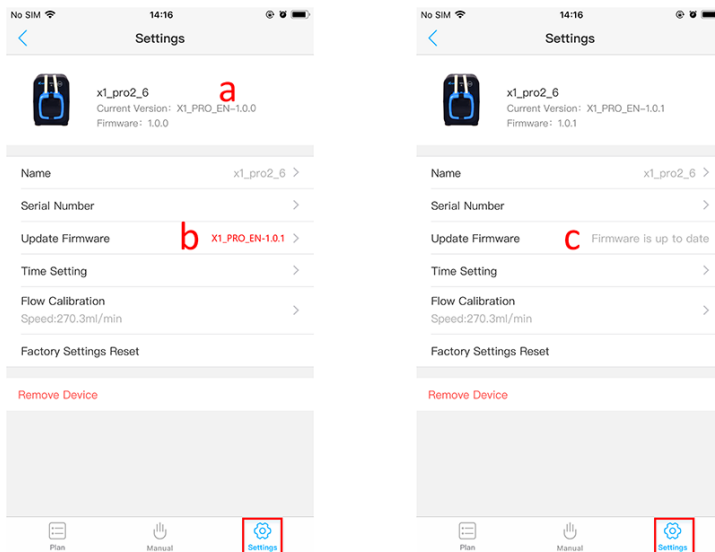 No SIM 14:16
Settings
a
x1_pro2_6
Current Version: X1_PRO_EN-1.0.0
Firmware: 1.0.0
Name x1_pro2_6
Serial Number
Update Firmware b X1_PRO_EN-1.0.1
Time Setting
Flow Calibration
Speed:270.3ml/min
Factory Settings Reset
Remove Device
Plan Manual Settings
No SIM 14:16
Settings
x1_pro2_6
Current Version: X1_PRO_EN-1.0.1
Firmware: 1.0.1
Name x1_pro2_6
Serial Number
Update Firmware c Firmware is up to date
Time Setting
Flow Calibration
Speed:270.3ml/min
Factory Settings Reset
Remove Device
Plan Manual Settings